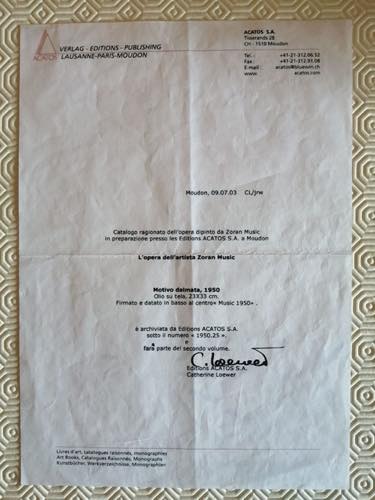 ACATOS
VERLAG - EDITIONS - PUBLISHING
LAUSANNE-PARIS-MOUDON
ACATOS S.A.
Tisserands 28
CH - 1510 Moudon
Tel. : +41-21-312.06.52
Fax : +41-21-312.93.08
E-mail : acatos@bluewin.ch
www. acatos.com
Moudon, 09.07.03 CL/jrw
Catalogo ragionato dell'opera dipinto da Zoran Music
in preparazione presso les Editions ACATOS S.A. a Moudon
L'opera dell'artista Zoran Music
Motivo dalmata, 1950
Olio su tela, 23X33 cm.
Firmato e datato in basso al centro« Music 1950» .
è archiviata da Editions ACATOS S.A.
sotto il numero « 1950.25 ».
e
farà parte del secondo volume.
C. Loewer
Editions ACATOS S.A.
Catherine Loewer
Livres d'art, catalogues raisonnés, monographies
Art Books, Catalogues Raisonnés, Monographs
Kunstbücher, Werkverzeichnisse, Monographien